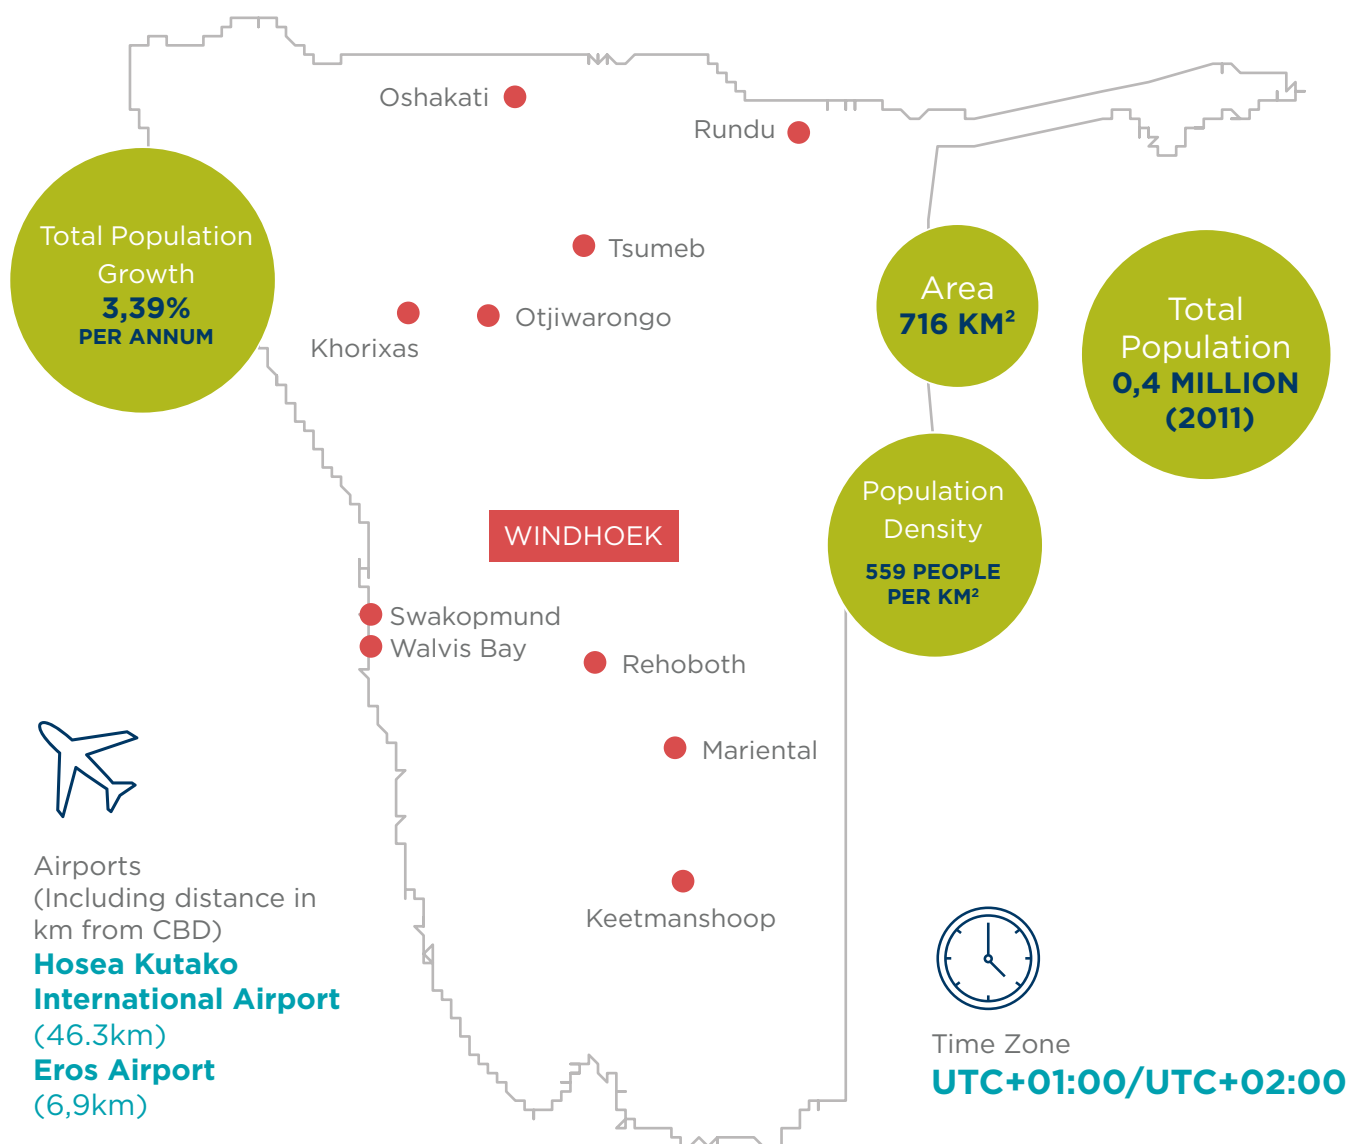 Oshakati
Rundu
Total Population
Growth
3,39%
PER ANNUM
Tsumeb
Khorixas
Otjiwarongo
Area
716 KM²
Total
Population
0,4 MILLION
(2011)
Population
Density
559 PEOPLE
PER KM²
WINDHOEK
Swakopmund
Walvis Bay
Rehoboth
Mariental
Keetmanshoop
Airports
(Including distance in
km from CBD)
Hosea Kutako
International Airport
(46.3km)
Eros Airport
(6,9km)
Time Zone
UTC+01:00/UTC+02:00